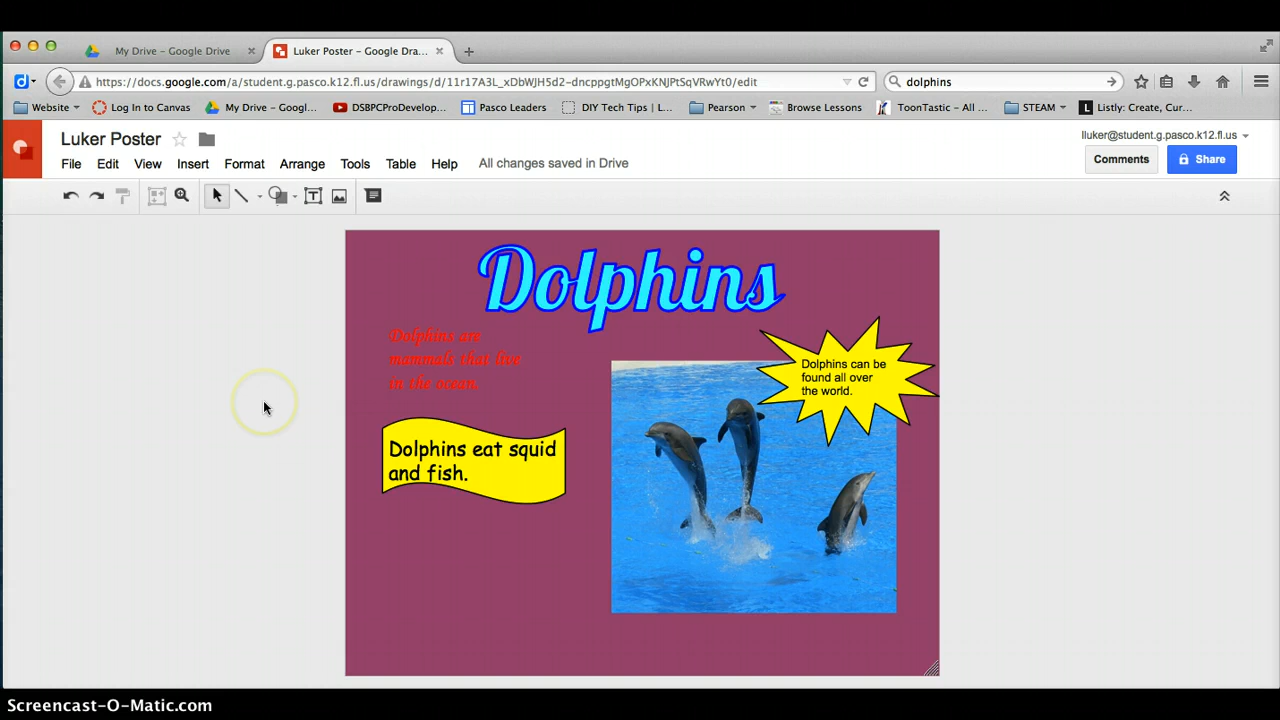 My Drive – Google Drive
Luker Poster – Google Dra...
https://docs.google.com/a/student.g.pasco.k12.fl.us/drawings/d/11r17A3L_xDbWJH5d2-dncppgtMgOPxKNJPtSqVRwYt0/edit
dolphins
Website
Log In to Canvas
My Drive – Googl...
DSBPCProDevelop...
Pasco Leaders
DIY Tech Tips | L...
Pearson
Browse Lessons
ToonTastic – All ...
STEAM
Listly: Create, Cur...
Luker Poster
lluker@student.g.pasco.k12.fl.us
File Edit View Insert Format Arrange Tools Table Help
All changes saved in Drive
Comments
Share
Dolphins
Dolphins are
mammals that live
in the ocean.
Dolphins can be
found all over
the world.
Dolphins eat squid
and fish.
Screencast-O-Matic.com